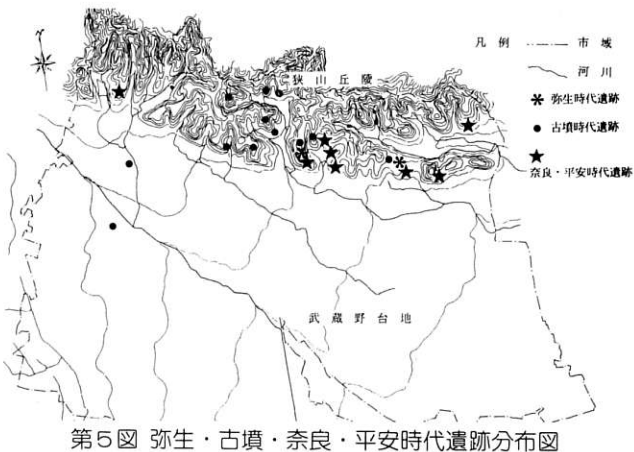 凡例 市域
河川
弥生時代遺跡
古墳時代遺跡
奈良・平安時代遺跡
狭山丘陵
武蔵野台地
第5図 弥生・古墳・奈良・平安時代遺跡分布図